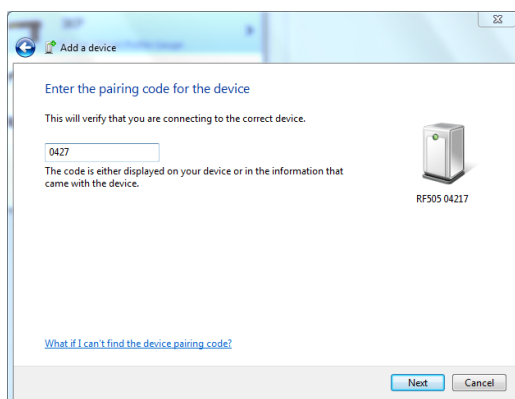 Add a device
Enter the pairing code for the device
This will verify that you are connecting to the correct device.
0427
The code is either displayed on your device or in the information that
came with the device.
RF505 04217
What if I can't find the device pairing code?
Next
Cancel